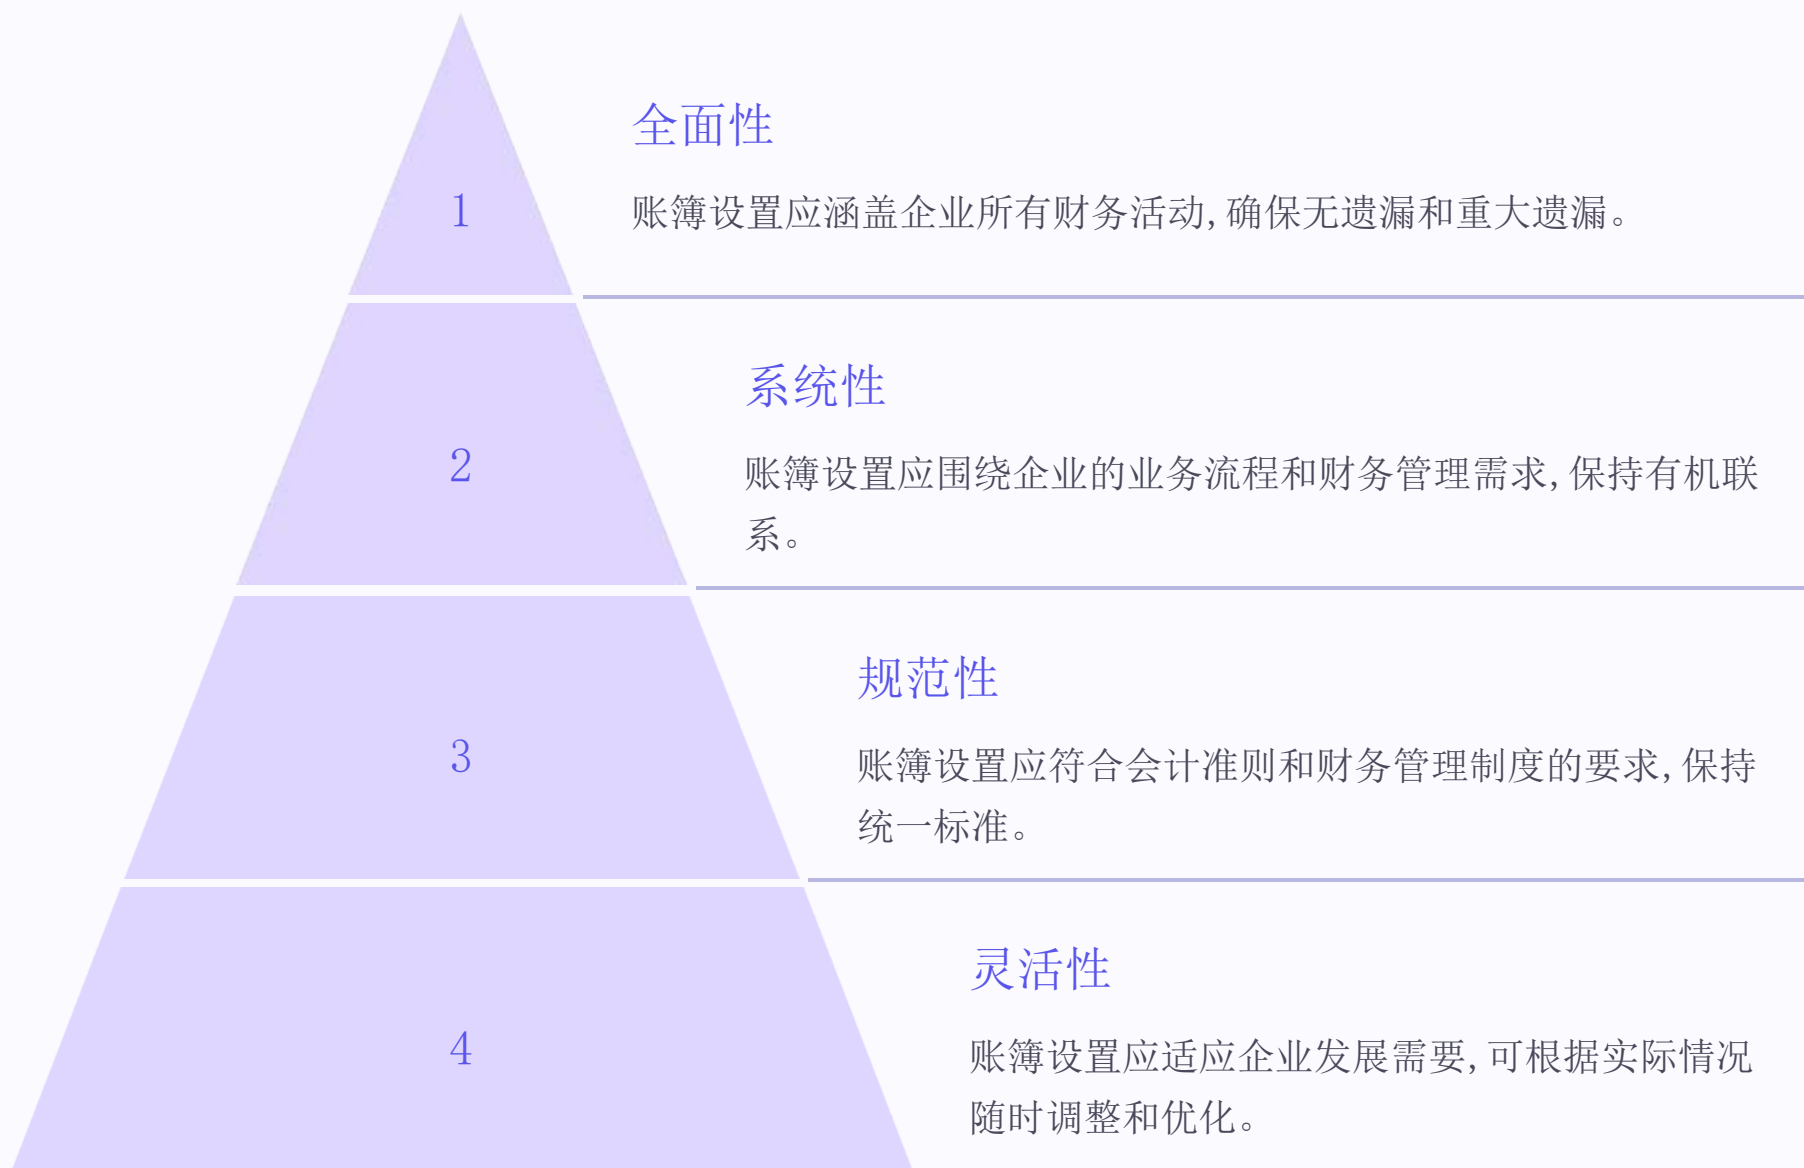 全面性
1
账簿设置应涵盖企业所有财务活动,确保无遗漏和重大遗漏。
系统性
2
账簿设置应围绕企业的业务流程和财务管理需求,保持有机联
系。
规范性
3
账簿设置应符合会计准则和财务管理制度的要求,保持
统一标准。
灵活性
4
账簿设置应适应企业发展需要,可根据实际情况
随时调整和优化。